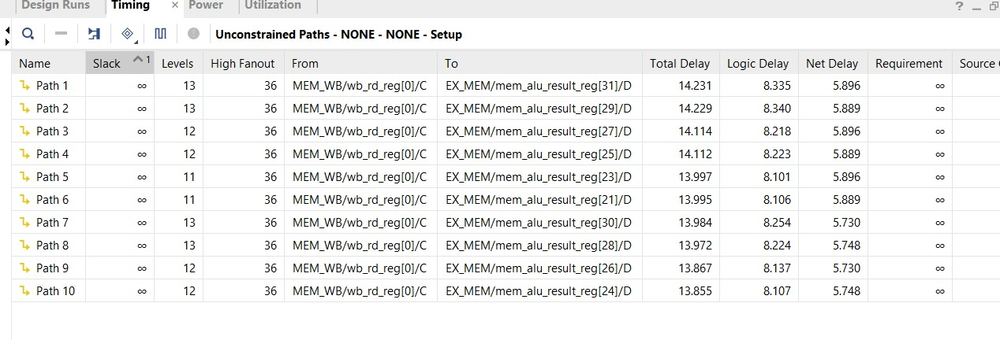 Design Runs Timing × Power Utilization ? _
Unconstrained Paths - NONE - NONE - Setup
Name Slack ^1 Levels High Fanout From To Total Delay Logic Delay Net Delay Requirement Source
Path 1 ∞ 13 36 MEM_WB/wb_rd_reg[0]/C EX_MEM/mem_alu_result_reg[31]/D 14.231 8.335 5.896 ∞
Path 2 ∞ 13 36 MEM_WB/wb_rd_reg[0]/C EX_MEM/mem_alu_result_reg[29]/D 14.229 8.340 5.889 ∞
Path 3 ∞ 12 36 MEM_WB/wb_rd_reg[0]/C EX_MEM/mem_alu_result_reg[27]/D 14.114 8.218 5.896 ∞
Path 4 ∞ 12 36 MEM_WB/wb_rd_reg[0]/C EX_MEM/mem_alu_result_reg[25]/D 14.112 8.223 5.889 ∞
Path 5 ∞ 11 36 MEM_WB/wb_rd_reg[0]/C EX_MEM/mem_alu_result_reg[23]/D 13.997 8.101 5.896 ∞
Path 6 ∞ 11 36 MEM_WB/wb_rd_reg[0]/C EX_MEM/mem_alu_result_reg[21]/D 13.995 8.106 5.889 ∞
Path 7 ∞ 13 36 MEM_WB/wb_rd_reg[0]/C EX_MEM/mem_alu_result_reg[30]/D 13.984 8.254 5.730 ∞
Path 8 ∞ 13 36 MEM_WB/wb_rd_reg[0]/C EX_MEM/mem_alu_result_reg[28]/D 13.972 8.224 5.748 ∞
Path 9 ∞ 12 36 MEM_WB/wb_rd_reg[0]/C EX_MEM/mem_alu_result_reg[26]/D 13.867 8.137 5.730 ∞
Path 10 ∞ 12 36 MEM_WB/wb_rd_reg[0]/C EX_MEM/mem_alu_result_reg[24]/D 13.855 8.107 5.748 ∞